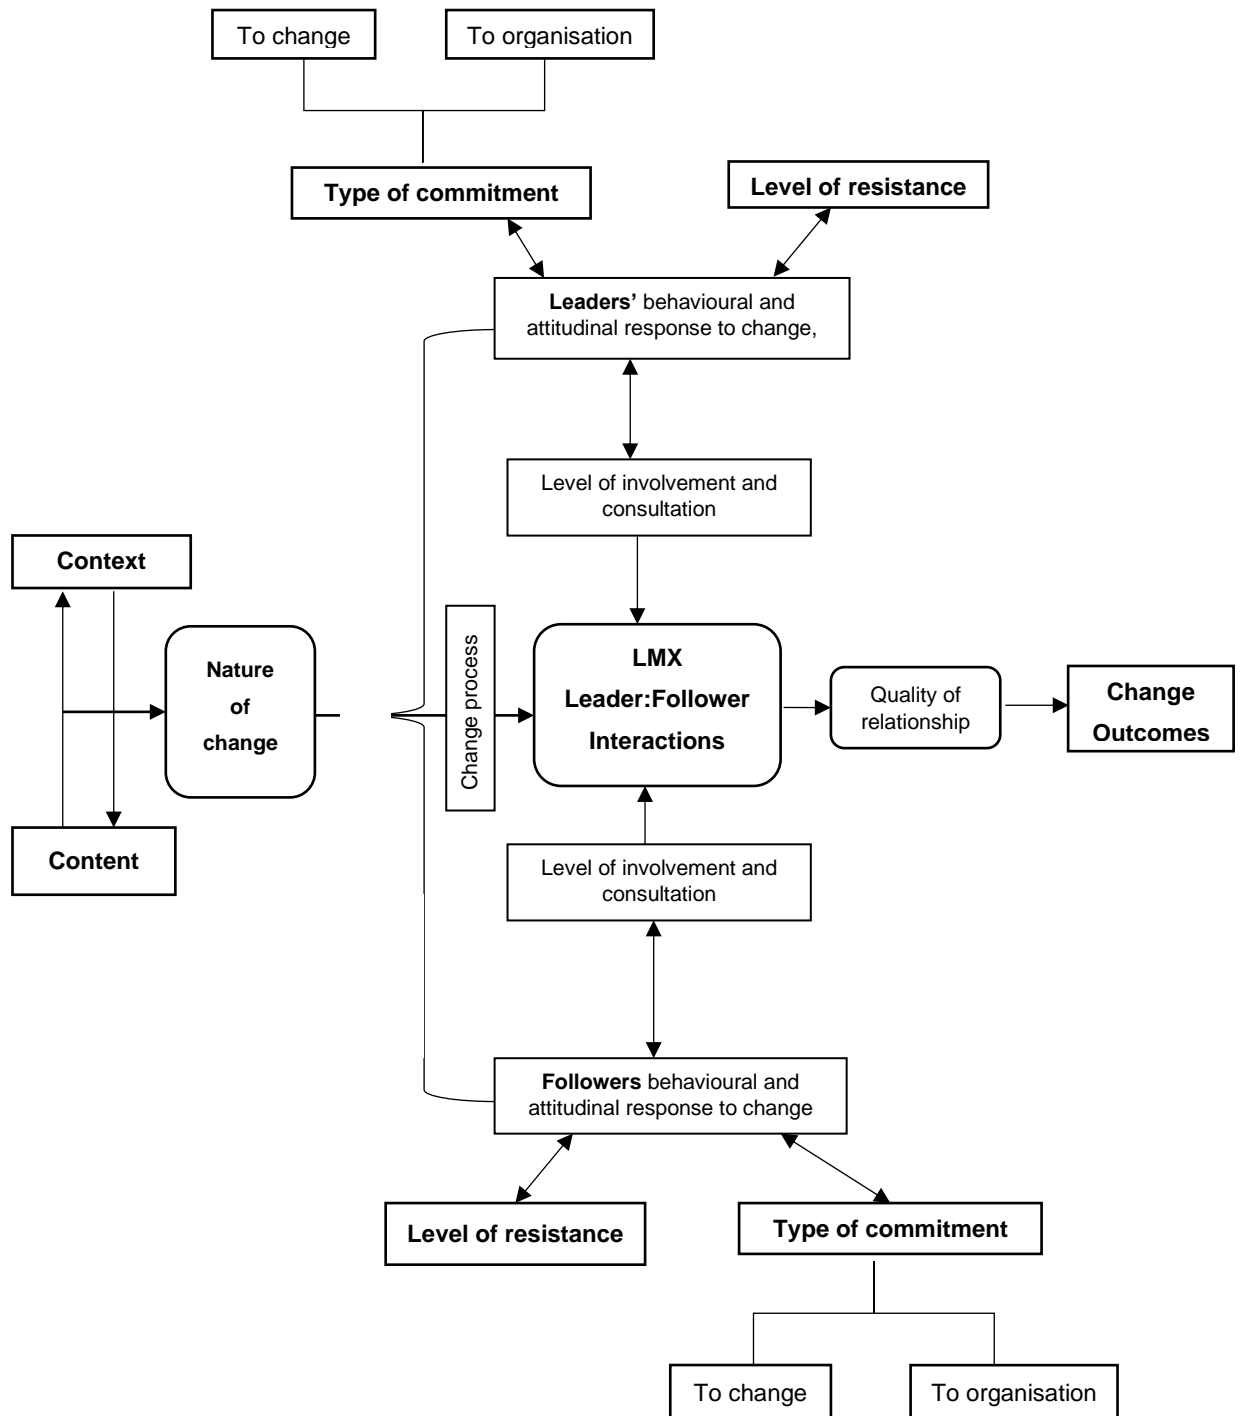 To change
To organisation
Type of commitment
Level of resistance
Leaders’ behavioural and
attitudinal response to change,
Level of involvement and
consultation
Context
Nature
of
change
Content
Change process
LMX
Leader:Follower
Interactions
Quality of
relationship
Change
Outcomes
Level of involvement and
consultation
Followers behavioural and
attitudinal response to change
Level of resistance
Type of commitment
To change
To organisation